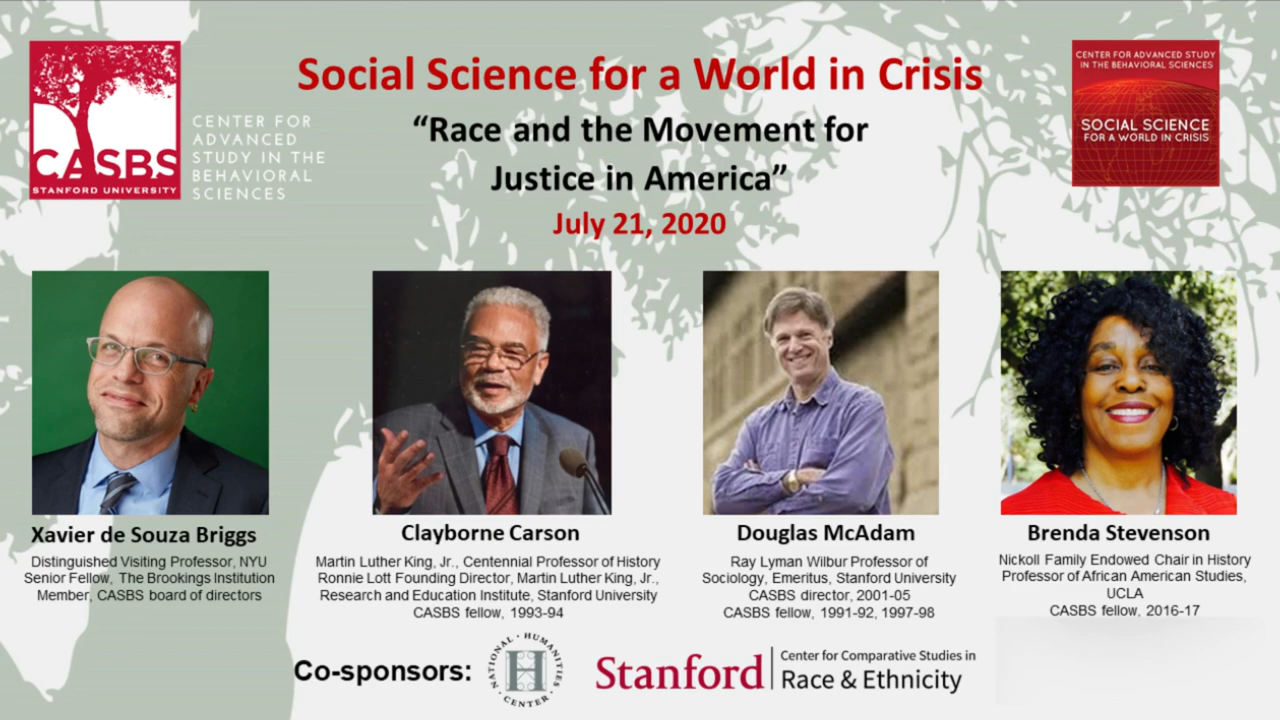 CASBS
STANFORD UNIVERSITY
CENTER FOR
ADVANCED
STUDY IN THE
BEHAVIORAL
SCIENCES
Social Science for a World in Crisis
“Race and the Movement for
Justice in America”
July 21, 2020
CENTER FOR ADVANCED STUDY
IN THE BEHAVIORAL SCIENCES
SOCIAL SCIENCE
FOR A WORLD IN CRISIS
Xavier de Souza Briggs
Distinguished Visiting Professor, NYU
Senior Fellow, The Brookings Institution
Member, CASBS board of directors
Clayborne Carson
Martin Luther King, Jr., Centennial Professor of History
Ronnie Lott Founding Director, Martin Luther King, Jr.,
Research and Education Institute, Stanford University
CASBS fellow, 1993-94
Douglas McAdam
Ray Lyman Wilbur Professor of
Sociology, Emeritus, Stanford University
CASBS director, 2001-05
CASBS fellow, 1991-92, 1997-98
Brenda Stevenson
Nickoll Family Endowed Chair in History
Professor of African American Studies,
UCLA
CASBS fellow, 2016-17
Co-sponsors:
NATIONAL · HUMANITIES · CENTER ·
H
Stanford
Center for Comparative Studies in
Race & Ethnicity